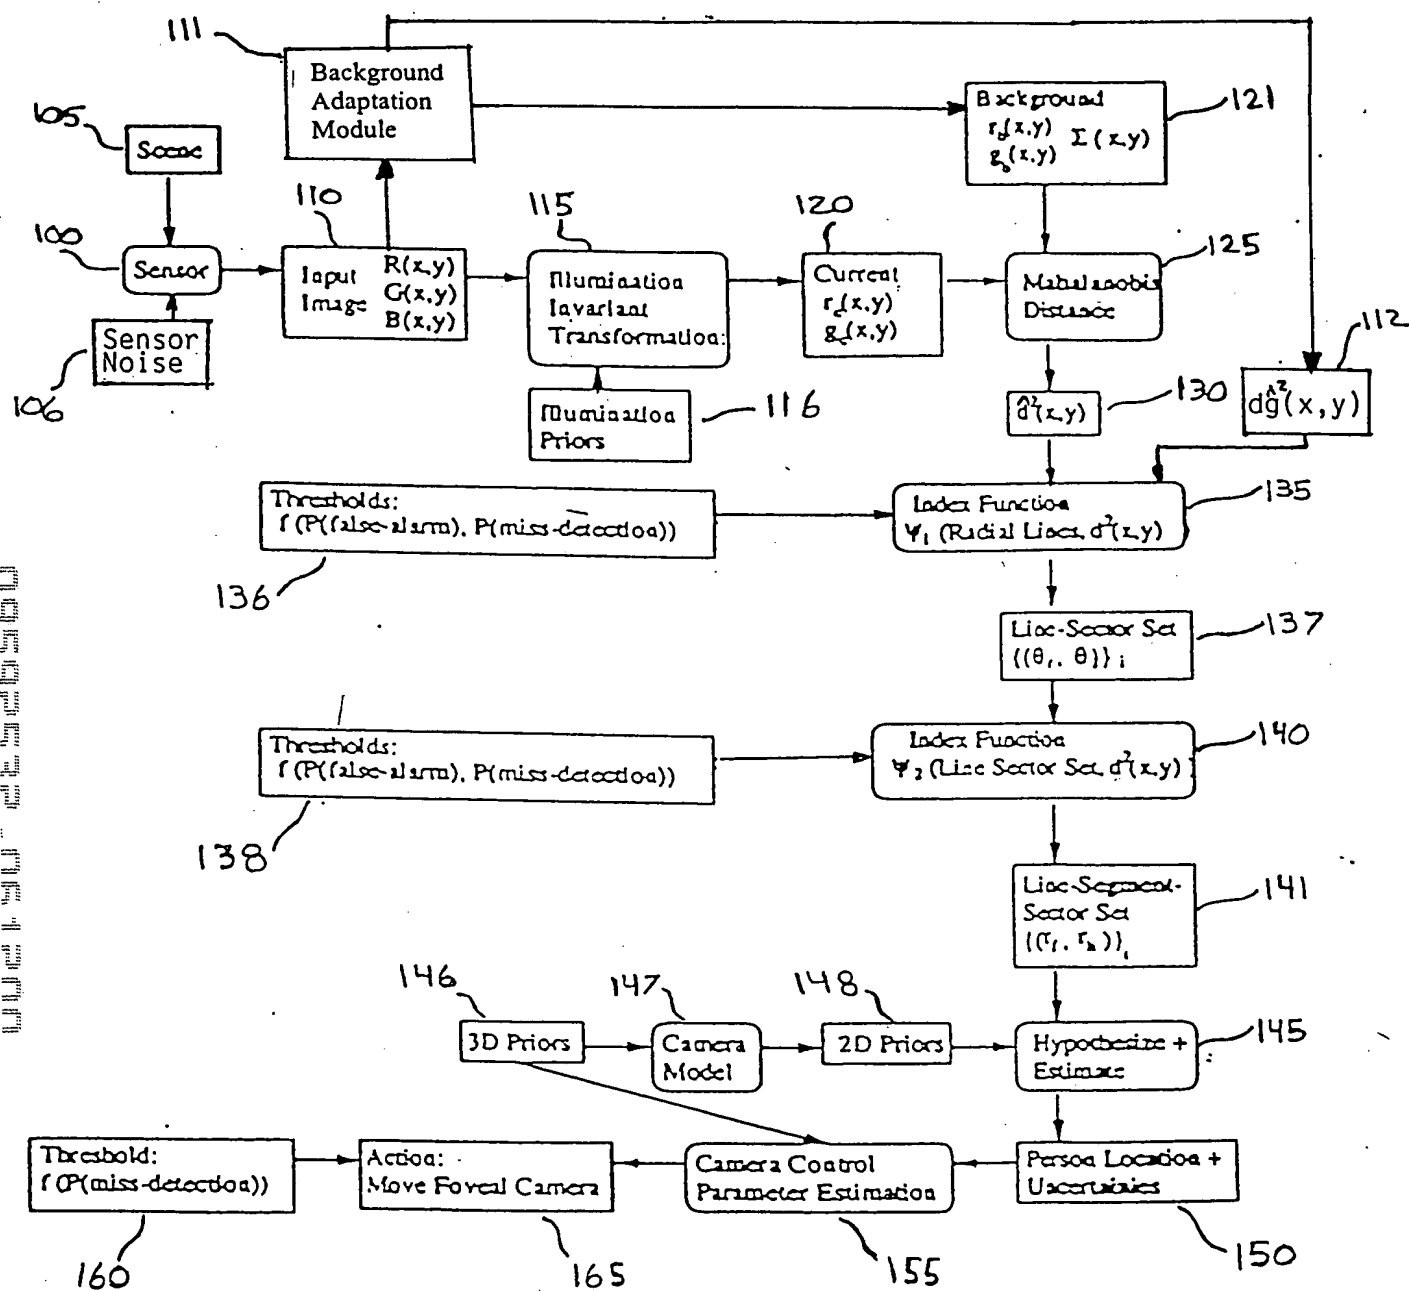 111
Background
Adaptation
Module
Background
r_b(x,y)
g_b(x,y)
Σ(x,y)
121
105
Scene
100
Sensor
Sensor
Noise
106
110
Input
Image
R(x,y)
G(x,y)
B(x,y)
115
Illumination
Invariant
Transformation:
Illumination
Priors
116
120
Current
r_c(x,y)
g_c(x,y)
125
Mahalanobis
Distance
112
d̂²(x,y)
130
dĝ²(x,y)
Thresholds:
f(P(false-alarm), P(miss-detection))
136
Index Function
Ψ₁ (Radial Lines, d²(x,y)
135
Line-Sector Set
137
Thresholds:
f(P(false-alarm), P(miss-detection))
138
Index Function
Ψ₂ (Line Sector Set, d²(x,y)
140
Line-Segment-
Sector Set
141
146
3D Priors
147
Camera
Model
148
2D Priors
Hypothesize +
Estimate
145
Threshold:
f(P(miss-detection))
160
Action:
Move Foveal Camera
165
Camera Control
Parameter Estimation
155
Person Location +
Uncertainties
150